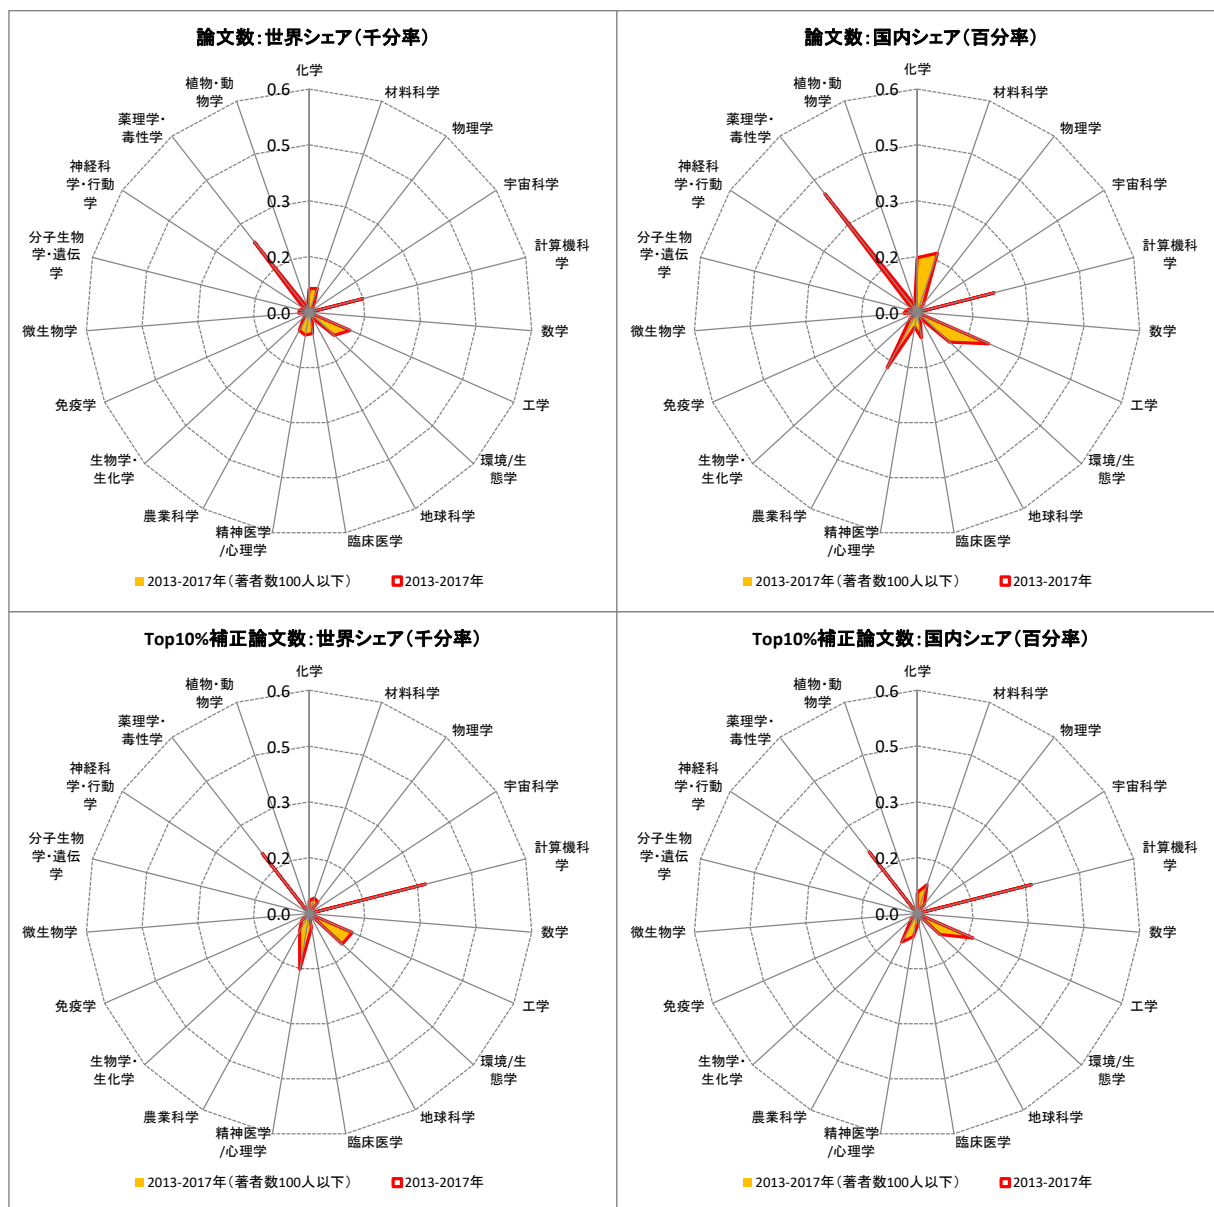 論文数：世界シェア（千分率）
化学
材料科学
物理学
宇宙科学
計算機科
学
数学
工学
環境/生
態学
地球科学
臨床医学
精神医学
/心理学
農業科学
生物学・
生化学
免疫学
微生物学
分子生物
学・遺伝
学
神経科
学・行動
学
薬理学・
毒性学
植物・動
物学
0.6
0.5
0.3
0.2
0.0
2013-2017年（著者数100人以下）
2013-2017年
論文数：国内シェア（百分率）
化学
材料科学
物理学
宇宙科学
計算機科
学
数学
工学
環境/生
態学
地球科学
臨床医学
精神医学
/心理学
農業科学
生物学・
生化学
免疫学
微生物学
分子生物
学・遺伝
学
神経科
学・行動
学
薬理学・
毒性学
植物・動
物学
0.6
0.5
0.3
0.2
0.0
2013-2017年（著者数100人以下）
2013-2017年
Top10%補正論文数：世界シェア（千分率）
化学
材料科学
物理学
宇宙科学
計算機科
学
数学
工学
環境/生
態学
地球科学
臨床医学
精神医学
/心理学
農業科学
生物学・
生化学
免疫学
微生物学
分子生物
学・遺伝
学
神経科
学・行動
学
薬理学・
毒性学
植物・動
物学
0.6
0.5
0.3
0.2
0.0
2013-2017年（著者数100人以下）
2013-2017年
Top10%補正論文数：国内シェア（百分率）
化学
材料科学
物理学
宇宙科学
計算機科
学
数学
工学
環境/生
態学
地球科学
臨床医学
精神医学
/心理学
農業科学
生物学・
生化学
免疫学
微生物学
分子生物
学・遺伝
学
神経科
学・行動
学
薬理学・
毒性学
植物・動
物学
0.6
0.5
0.3
0.2
0.0
2013-2017年（著者数100人以下）
2013-2017年